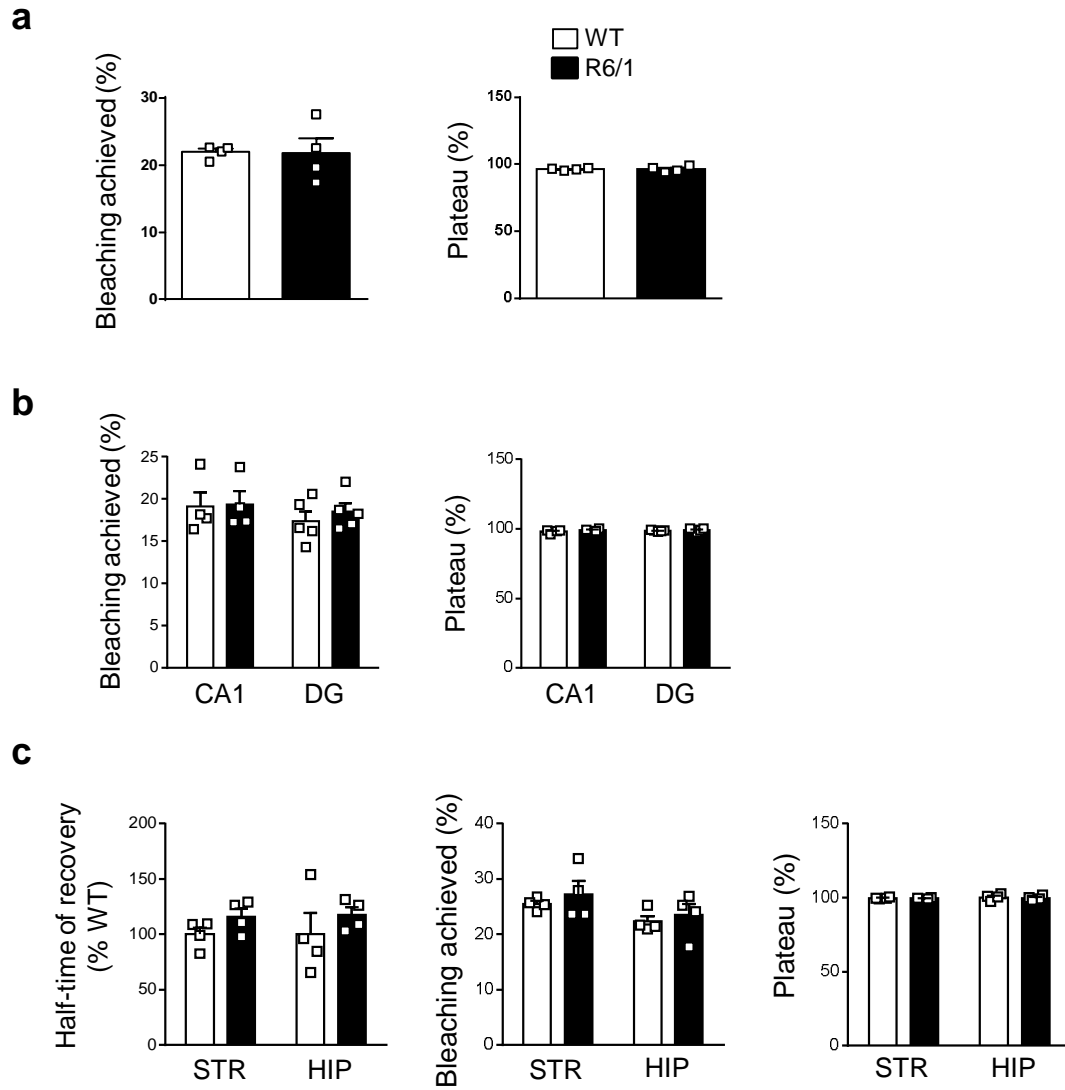 a
WT
R6/1
Bleaching achieved (%)
30
20
10
0
Plateau (%)
150
100
50
0
b
Bleaching achieved (%)
25
20
15
10
5
0
CA1 DG
Plateau (%)
150
100
50
0
CA1 DG
c
Half-time of recovery
(% WT)
200
150
100
50
0
STR HIP
Bleaching achieved (%)
40
30
20
10
0
STR HIP
Plateau (%)
150
100
50
0
STR HIP